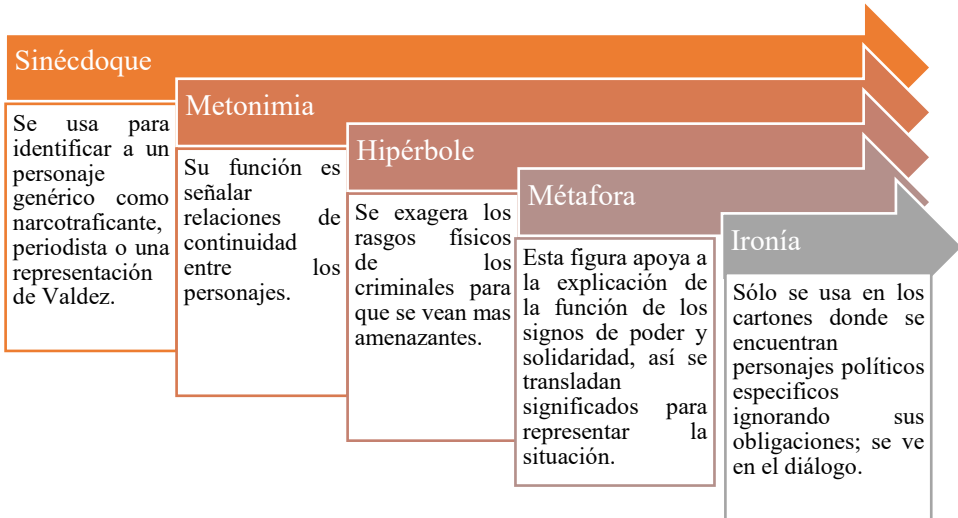 Sinécdoque
Se usa para
identificar a un
personaje
genérico como
narcotraficante,
periodista o una
representación
de Valdez.
Metonimia
Su función es
señalar
relaciones de
continuidad
entre los
personajes.
Hipérbole
Se exagera los
rasgos físicos
de los
criminales para
que se vean mas
amenazantes.
Métafora
Esta figura apoya a
la explicación de
la función de los
signos de poder y
solidaridad, así se
transladan
significados para
representar la
situación.
Ironía
Sólo se usa en los
cartones donde se
encuentran
personajes políticos
especificos
ignorando sus
obligaciones; se ve
en el diálogo.